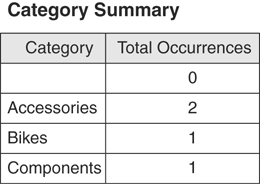 Category Summary
Category Total Occurrences
0
Accessories 2
Bikes 1
Components 1